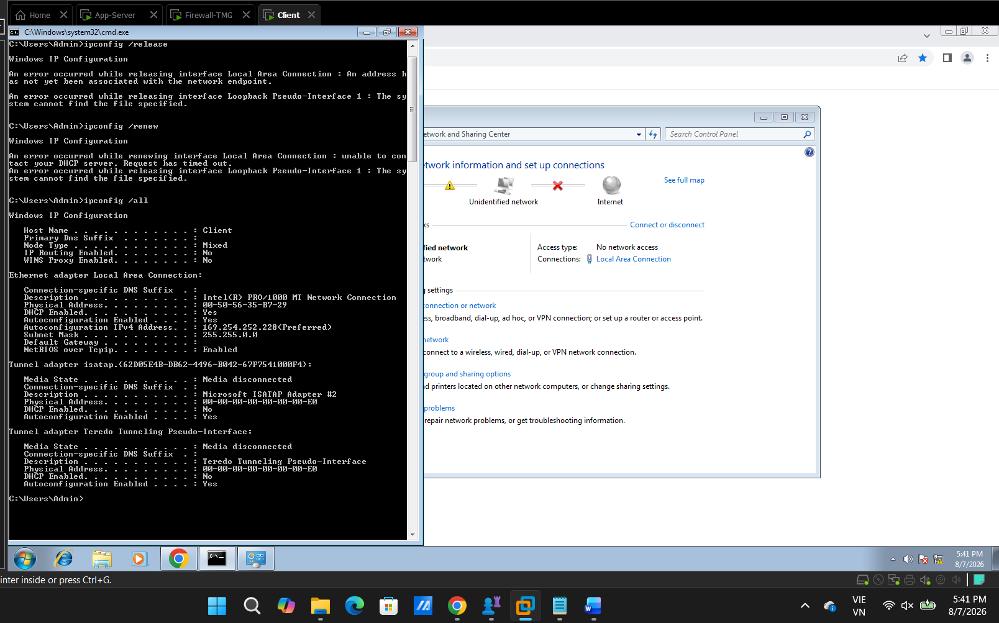 Home
App-Server
Firewall-TMG
Client
C:\Windows\system32\cmd.exe
C:\Users\Admin>ipconfig /release
Windows IP Configuration
An error occurred while releasing interface Local Area Connection : An address h
as not yet been associated with the network endpoint.
An error occurred while releasing interface Loopback Pseudo-Interface 1 : The sy
stem cannot find the file specified.
C:\Users\Admin>ipconfig /renew
Windows IP Configuration
An error occurred while renewing interface Local Area Connection : unable to con
tact your DHCP server. Request has timed out.
An error occurred while releasing interface Loopback Pseudo-Interface 1 : The sy
stem cannot find the file specified.
C:\Users\Admin>ipconfig /all
Windows IP Configuration
Host Name . . . . . . . . . . . . : Client
Primary Dns Suffix  . . . . . . . :
Node Type . . . . . . . . . . . . : Mixed
IP Routing Enabled. . . . . . . . : No
WINS Proxy Enabled. . . . . . . . : No
Ethernet adapter Local Area Connection:
Connection-specific DNS Suffix  . :
Description . . . . . . . . . . . : Intel(R) PRO/1000 MT Network Connection
Physical Address. . . . . . . . . : 00-50-56-35-B7-29
DHCP Enabled. . . . . . . . . . . : Yes
Autoconfiguration Enabled . . . . : Yes
Autoconfiguration IPv4 Address. . : 169.254.252.228(Preferred)
Subnet Mask . . . . . . . . . . . : 255.255.0.0
Default Gateway . . . . . . . . . :
NetBIOS over Tcpip. . . . . . . . : Enabled
Tunnel adapter isatap.{62D05E4B-DB62-4496-B042-67F7541000F4}:
Media State . . . . . . . . . . . : Media disconnected
Connection-specific DNS Suffix  . :
Description . . . . . . . . . . . : Microsoft ISATAP Adapter #2
Physical Address. . . . . . . . . : 00-00-00-00-00-00-00-E0
DHCP Enabled. . . . . . . . . . . : No
Autoconfiguration Enabled . . . . : Yes
Tunnel adapter Teredo Tunneling Pseudo-Interface:
Media State . . . . . . . . . . . : Media disconnected
Connection-specific DNS Suffix  . :
Description . . . . . . . . . . . : Teredo Tunneling Pseudo-Interface
Physical Address. . . . . . . . . : 00-00-00-00-00-00-00-E0
DHCP Enabled. . . . . . . . . . . : No
Autoconfiguration Enabled . . . . : Yes
C:\Users\Admin>
etwork and Sharing Center
Search Control Panel
etwork information and set up connections
See full map
Unidentified network
Internet
ks
Connect or disconnect
fied network
twork
Access type:
No network access
Connections:
Local Area Connection
g settings
connection or network
ess, broadband, dial-up, ad hoc, or VPN connection; or set up a router or access point.
network
connect to a wireless, wired, dial-up, or VPN network connection.
group and sharing options
nd printers located on other network computers, or change sharing settings.
problems
repair network problems, or get troubleshooting information.
5:41 PM
8/7/2026
inter inside or press Ctrl+G.
VIE
VN
5:41 PM
8/7/2026